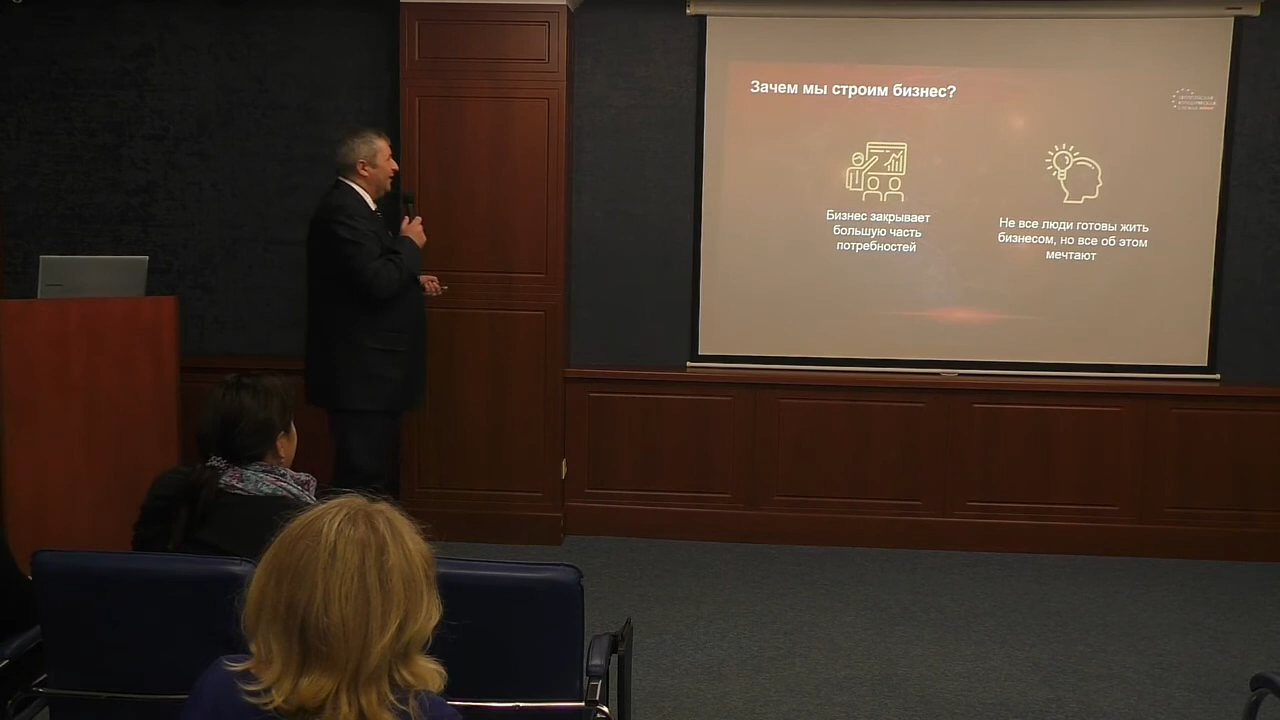 Зачем мы строим бизнес?
Бизнес закрывает
большую часть
потребностей
Не все люди готовы жить
бизнесом, но все об этом
мечтают